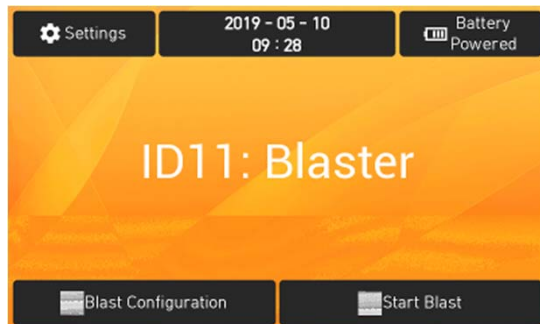 Settings
2019 - 05 - 10
09 : 28
Battery
Powered
ID11: Blaster
Blast Configuration
Start Blast